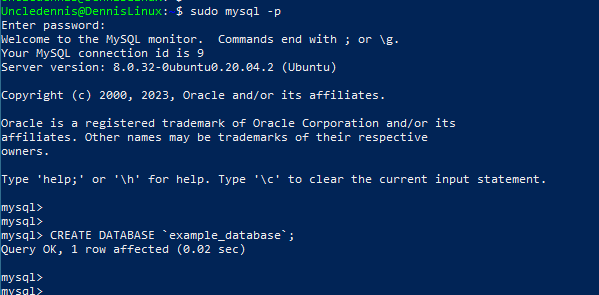 Uncledennis@DennisLinux: $ sudo mysql -p
Enter password:
Welcome to the MySQL monitor.  Commands end with ; or \g.
Your MySQL connection id is 9
Server version: 8.0.32-0ubuntu0.20.04.2 (Ubuntu)
Copyright (c) 2000, 2023, Oracle and/or its affiliates.
Oracle is a registered trademark of Oracle Corporation and/or its
affiliates. Other names may be trademarks of their respective
owners.
Type 'help;' or '\h' for help. Type '\c' to clear the current input statement.
mysql>
mysql>
mysql> CREATE DATABASE `example_database`;
Query OK, 1 row affected (0.02 sec)
mysql>
mysql>